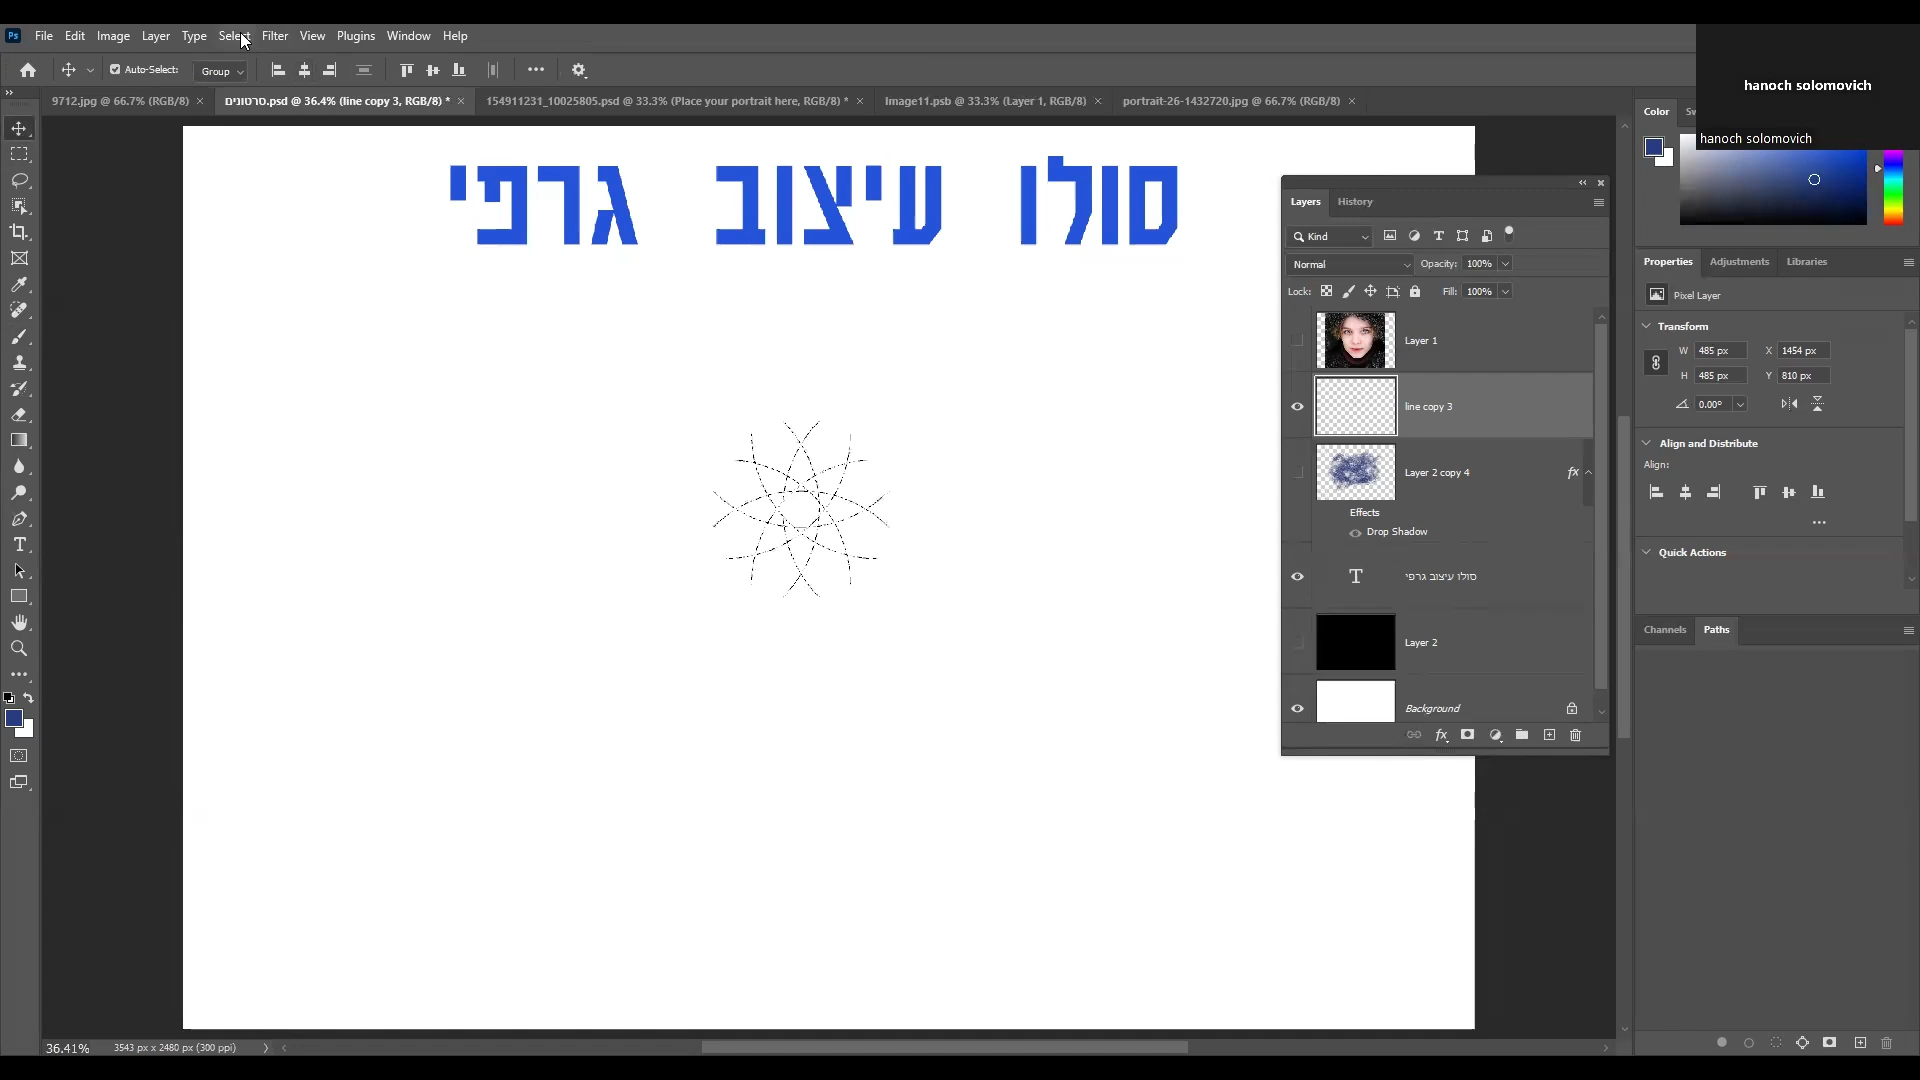 Ps File Edit Image Layer Type Select Filter View Plugins Window Help
hanoch solomovich
hanoch solomovich
Auto-Select: Group
9712.jpg @ 66.7% (RGB/8)
סרטונים.psd @ 36.4% (line copy 3, RGB/8) *
154911231_10025805.psd @ 33.3% (Place your portrait here, RGB/8) *
Image11.psb @ 33.3% (Layer 1, RGB/8)
portrait-26-1432720.jpg @ 66.7% (RGB/8)
סולו עיצוב גרפי
Layers History
Kind
Normal Opacity: 100%
Lock: Fill: 100%
Layer 1
line copy 3
Layer 2 copy 4 fx
Effects
Drop Shadow
T סולו עיצוב גרפי
Layer 2
Background
fx
Color
Properties Adjustments Libraries
Pixel Layer
Transform
W 485 px X 1454 px
H 485 px Y 810 px
0.00°
Align and Distribute
Align:
Quick Actions
Channels Paths
36.41% 3543 px x 2480 px (300 ppi)